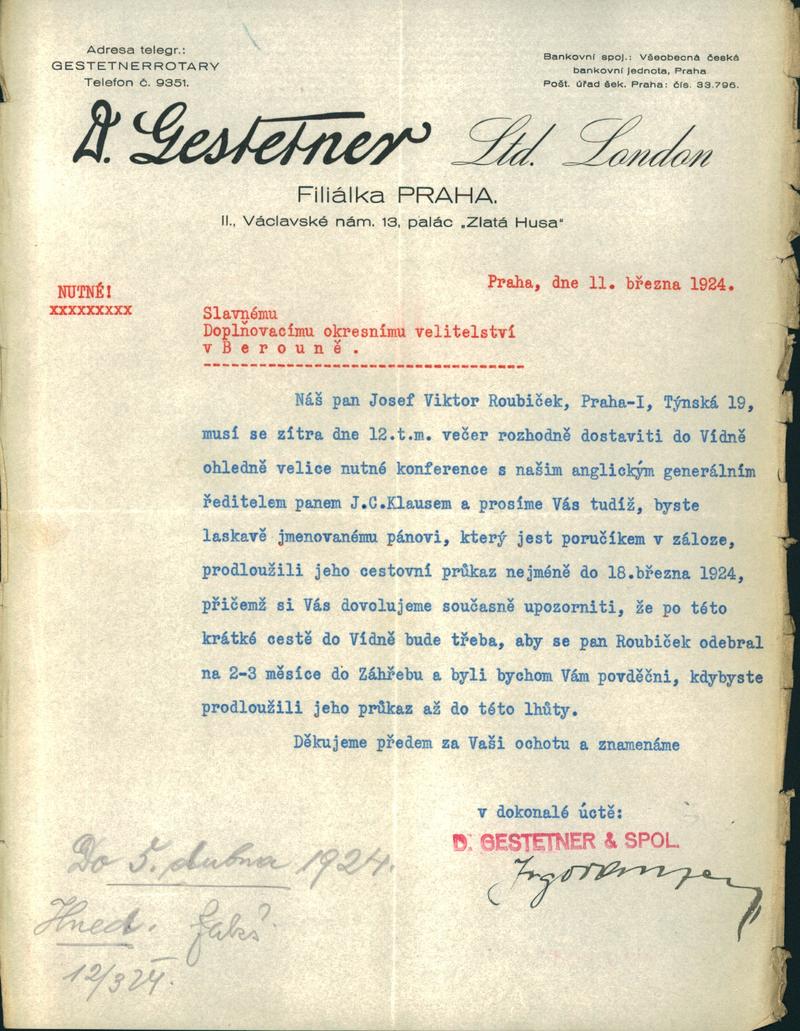 Adresa telegr.:
GESTETNERROTARY
Telefon č. 9351.
Bankovní spoj.: Všeobecná česká
bankovní jednota, Praha
Pošt. úřad šek. Praha: čís. 33.796.
D. Gestetner Ltd. London
Filiálka PRAHA.
II., Václavské nám. 13, palác „Zlatá Husa“
Praha, dne 11. března 1924.
NUTNÉ!
xxxxxxxxx
Slavnému
Doplňovacímu okresnímu velitelství
v B e r o u n ě .
Náš pan Josef Viktor Roubiček, Praha-I, Týnská 19,
musí se zítra dne 12.t.m. večer rozhodně dostaviti do Vídně
ohledně velice nutné konference s našim anglickým generálním
ředitelem panem J.C.Klausem a prosíme Vás tudíž, byste
laskavě jmenovanému pánovi, který jest poručíkem v záloze,
prodloužili jeho cestovní průkaz nejméně do 18.března 1924,
přičemž si Vás dovolujeme současně upozorniti, že po této
krátké cestě do Vídně bude třeba, aby se pan Roubiček odebral
na 2-3 měsíce do Záhřebu a byli bychom Vám povděčni, kdybyste
prodloužili jeho průkaz až do této lhůty.
Děkujeme předem za Vaši ochotu a znamenáme
v dokonalé úctě:
D. GESTETNER & SPOL.
Do 5. dubna 1924.
Hned.
12/3 24.